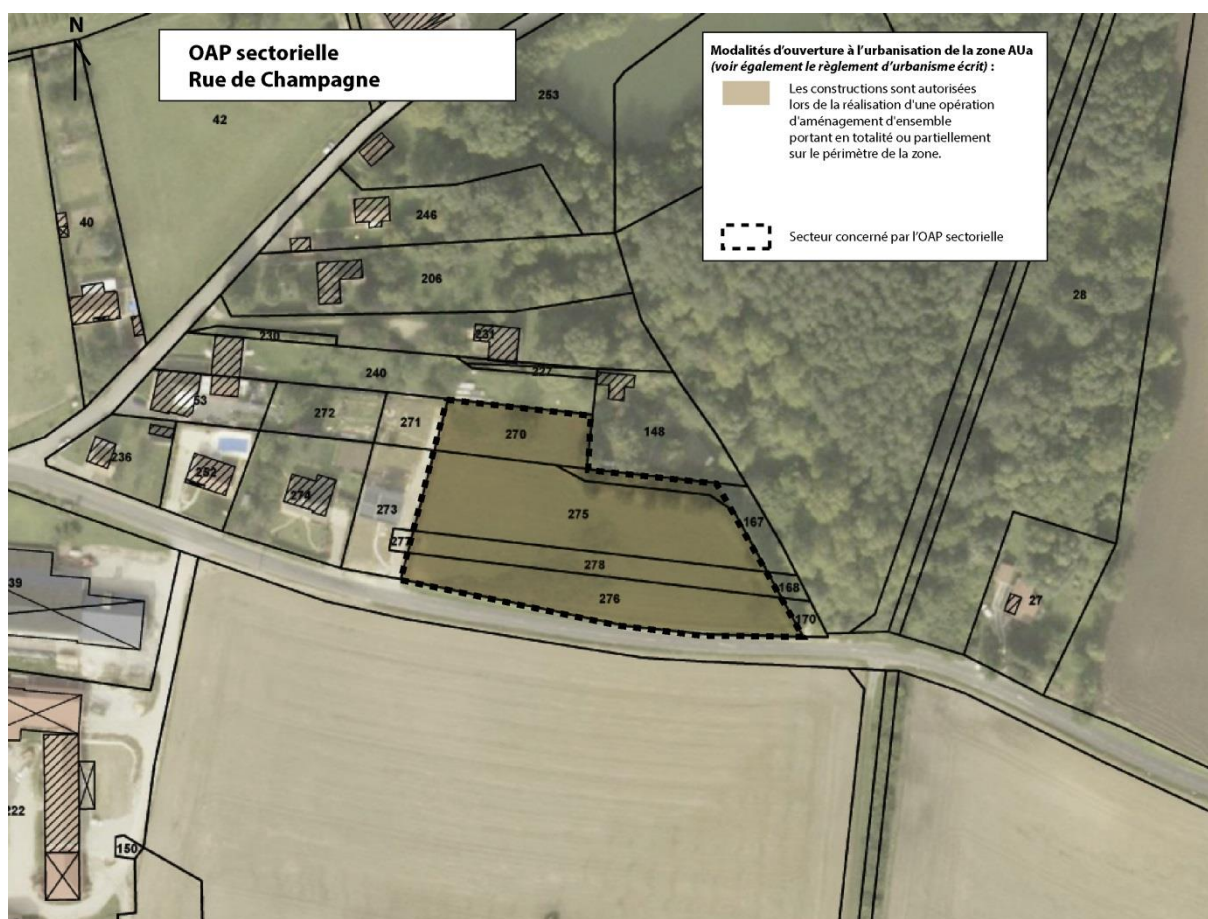 N
OAP sectorielle
Rue de Champagne
Modalités d'ouverture à l'urbanisation de la zone AUa
(voir également le règlement d'urbanisme écrit) :
Les constructions sont autorisées
lors de la réalisation d'une opération
d'aménagement d'ensemble
portant en totalité ou partiellement
sur le périmètre de la zone.
Secteur concerné par l'OAP sectorielle
42
253
40
246
206
28
230
231
227
240
53
272
271
270
148
236
252
274
273
275
167
277
278
168
276
170
27
39
222
150